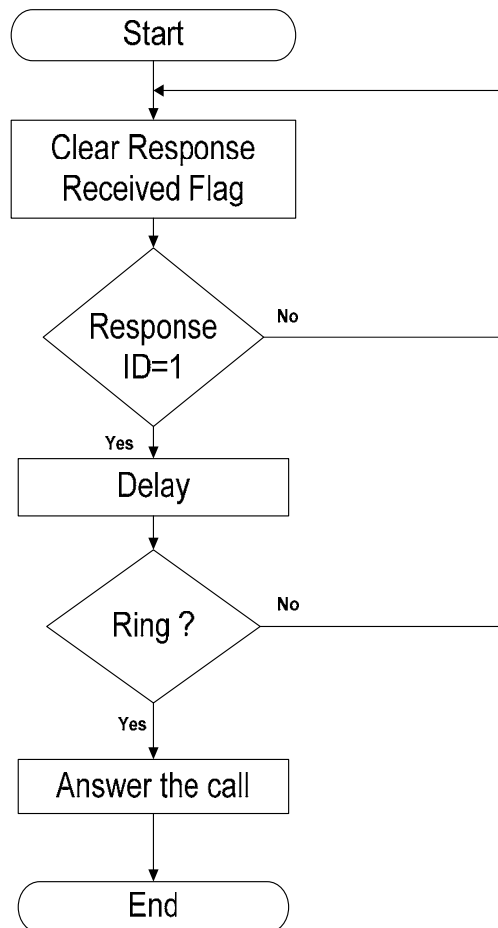 Start
Clear Response
Received Flag
Response
ID=1
No
Yes
Delay
Ring ?
No
Yes
Answer the call
End